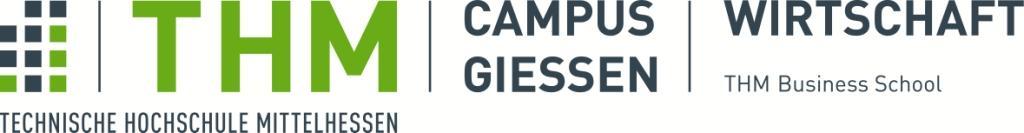 THM
TECHNISCHE HOCHSCHULE MITTELHESSEN
CAMPUS
GIESSEN
WIRTSCHAFT
THM Business School